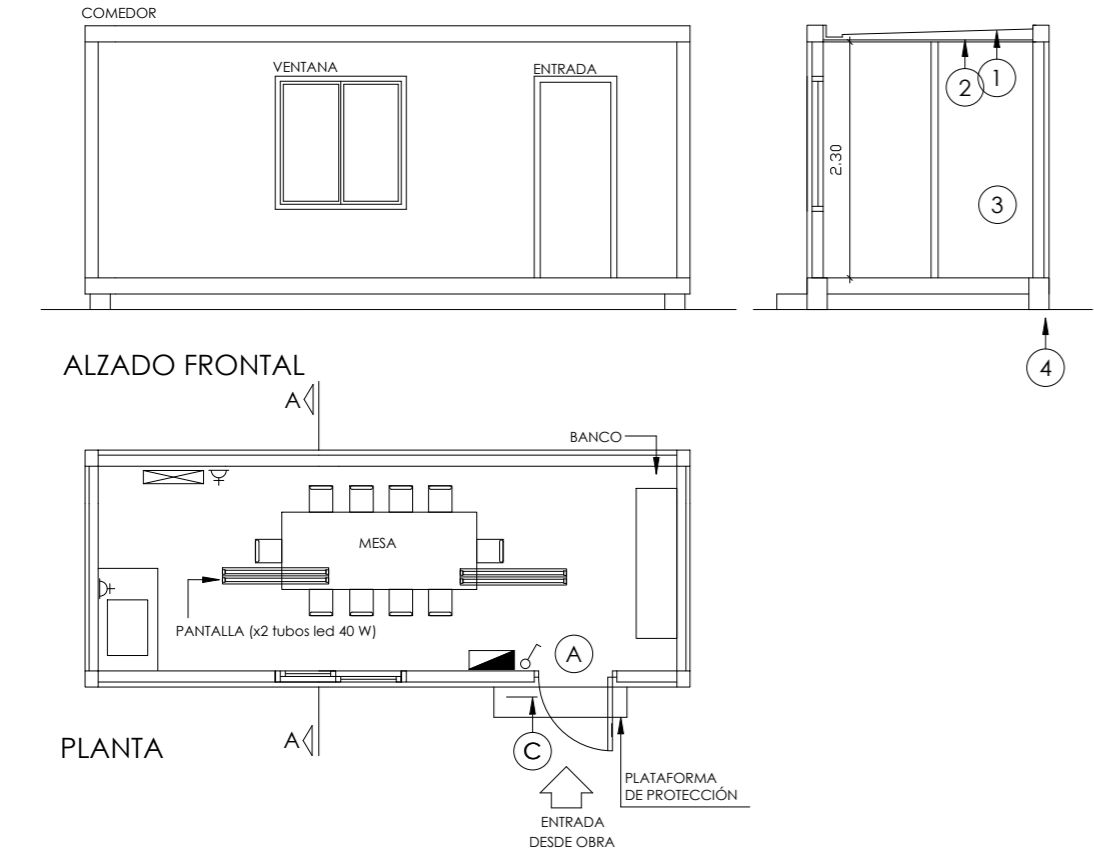 COMEDOR
VENTANA
ENTRADA
2.30
2
1
3
4
ALZADO FRONTAL
A
BANCO
MESA
PANTALLA (x2 tubos led 40 W)
A
PLANTA
A
C
PLATAFORMA
DE PROTECCIÓN
ENTRADA
DESDE OBRA